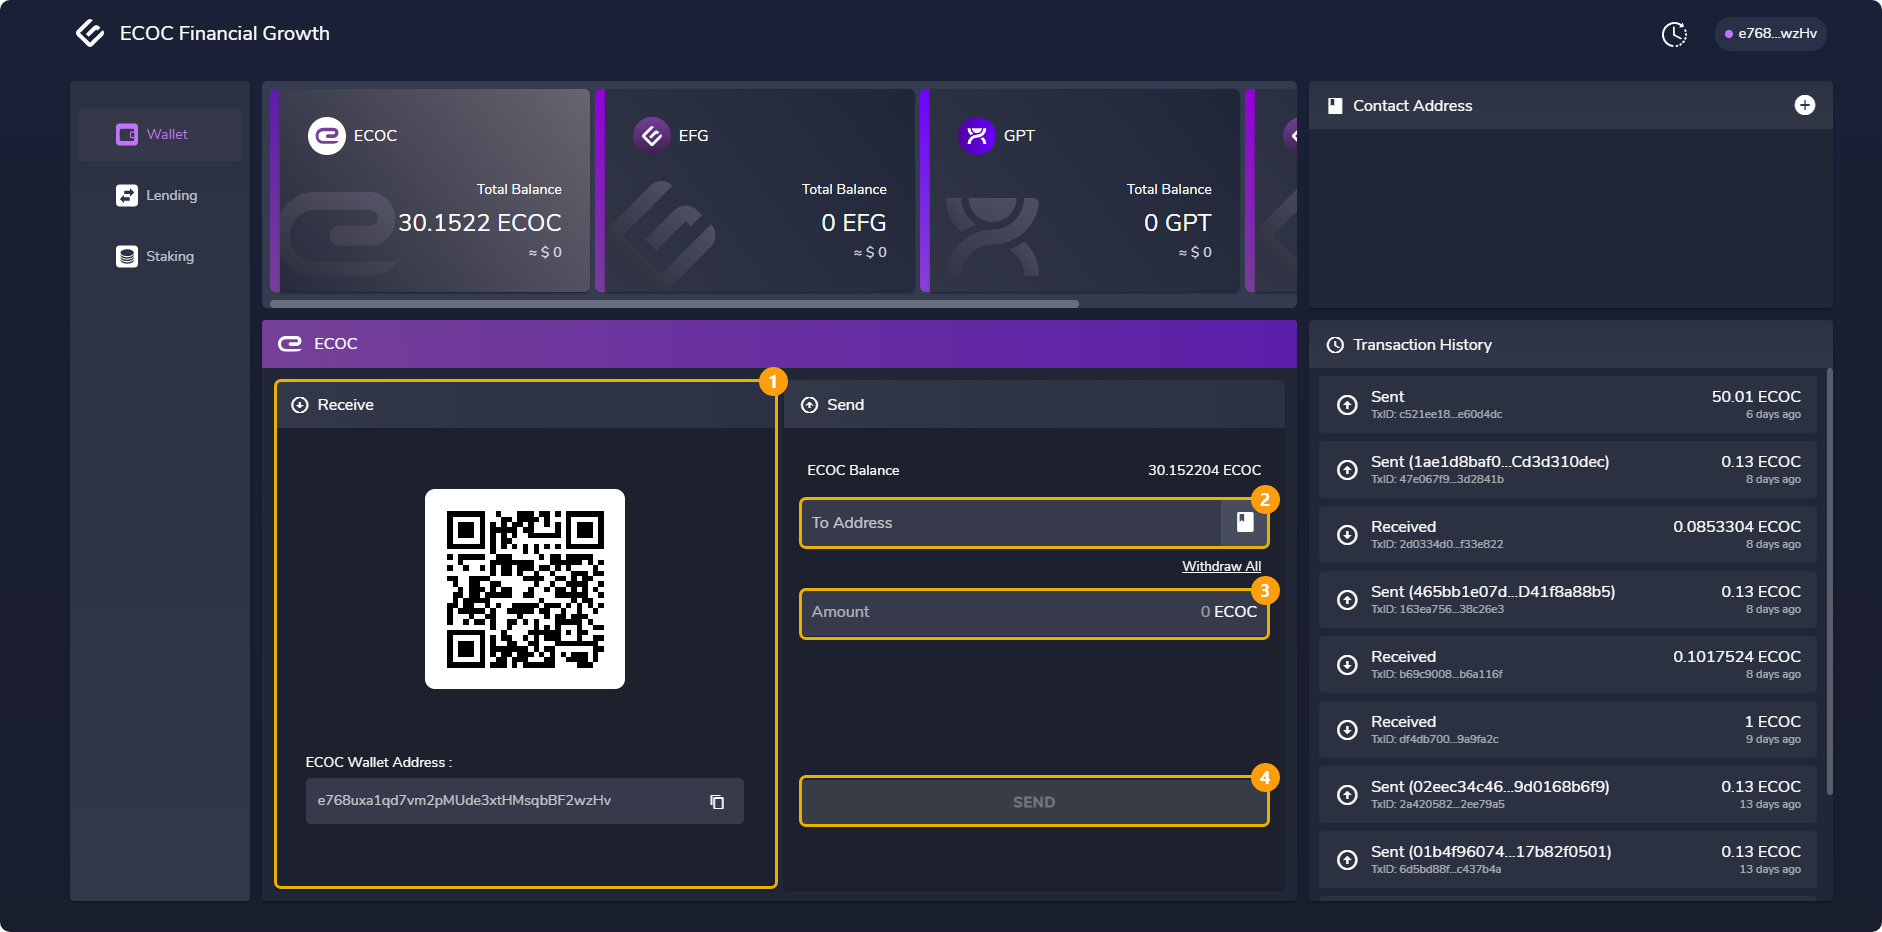 ECOC Financial Growth
e768...wzHv
Wallet
Lending
Staking
ECOC
Total Balance
30.1522 ECOC
≈ $ 0
EFG
Total Balance
0 EFG
≈ $ 0
GPT
Total Balance
0 GPT
≈ $ 0
Contact Address
ECOC
1
Receive
ECOC Wallet Address :
e768uxa1qd7vm2pMUde3xtHMsqbBF2wzHv
Send
ECOC Balance 30.152204 ECOC
2
To Address
Withdraw All
3
Amount 0 ECOC
4
SEND
Transaction History
Sent 50.01 ECOC
TxID: c521ee18...e60d4dc 6 days ago
Sent (1ae1d8baf0...Cd3d310dec) 0.13 ECOC
TxID: 47e067f9...3d2841b 8 days ago
Received 0.0853304 ECOC
TxID: 2d0334d0...f33e822 8 days ago
Sent (465bb1e07d...D41f8a88b5) 0.13 ECOC
TxID: 163ea756...38c26e3 8 days ago
Received 0.1017524 ECOC
TxID: b69c9008...b6a116f 8 days ago
Received 1 ECOC
TxID: df4db700...9a9fa2c 9 days ago
Sent (02eec34c46...9d0168b6f9) 0.13 ECOC
TxID: 2a420582...2ee79a5 13 days ago
Sent (01b4f96074...17b82f0501) 0.13 ECOC
TxID: 6d5bd88f...c437b4a 13 days ago